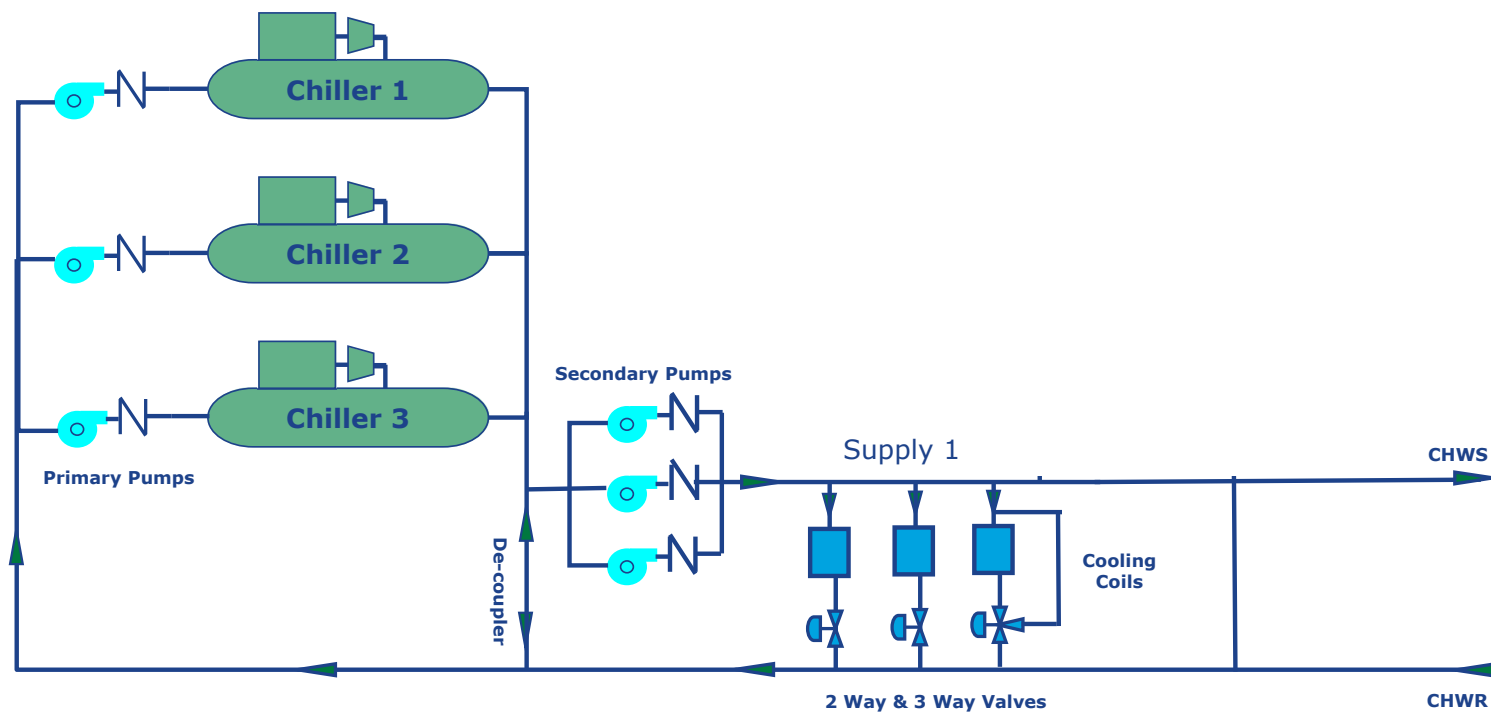 Chiller 1
Chiller 2
Chiller 3
Primary Pumps
Secondary Pumps
De-coupler
Supply 1
CHWS
Cooling
Coils
2 Way & 3 Way Valves
CHWR